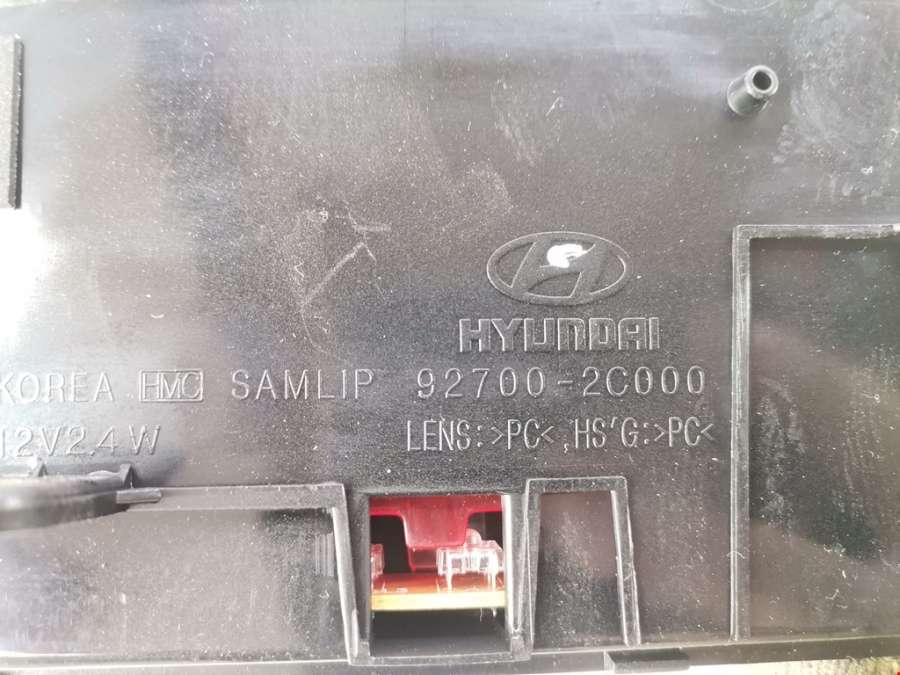 HYUNDAI
KOREA HMC SAMLIP 92700-2C000
12V2.4W
LENS:>PC<,HS'G:>PC<